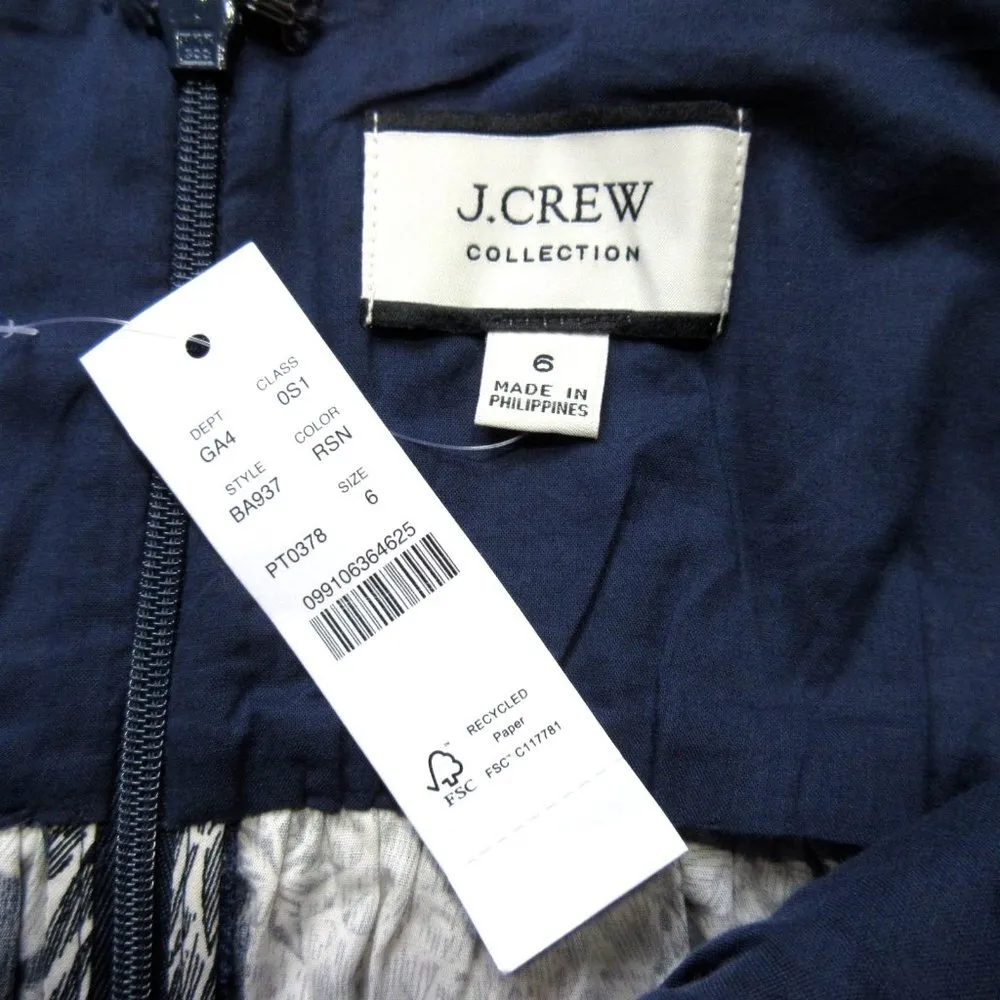 J.CREW
COLLECTION
6
MADE IN
PHILIPPINES
DEPT CLASS
GA4 0S1
STYLE COLOR
BA937 RSN
SIZE
PT0378 6
099106364625
RECYCLED
Paper
FSC™ C117781
FSC